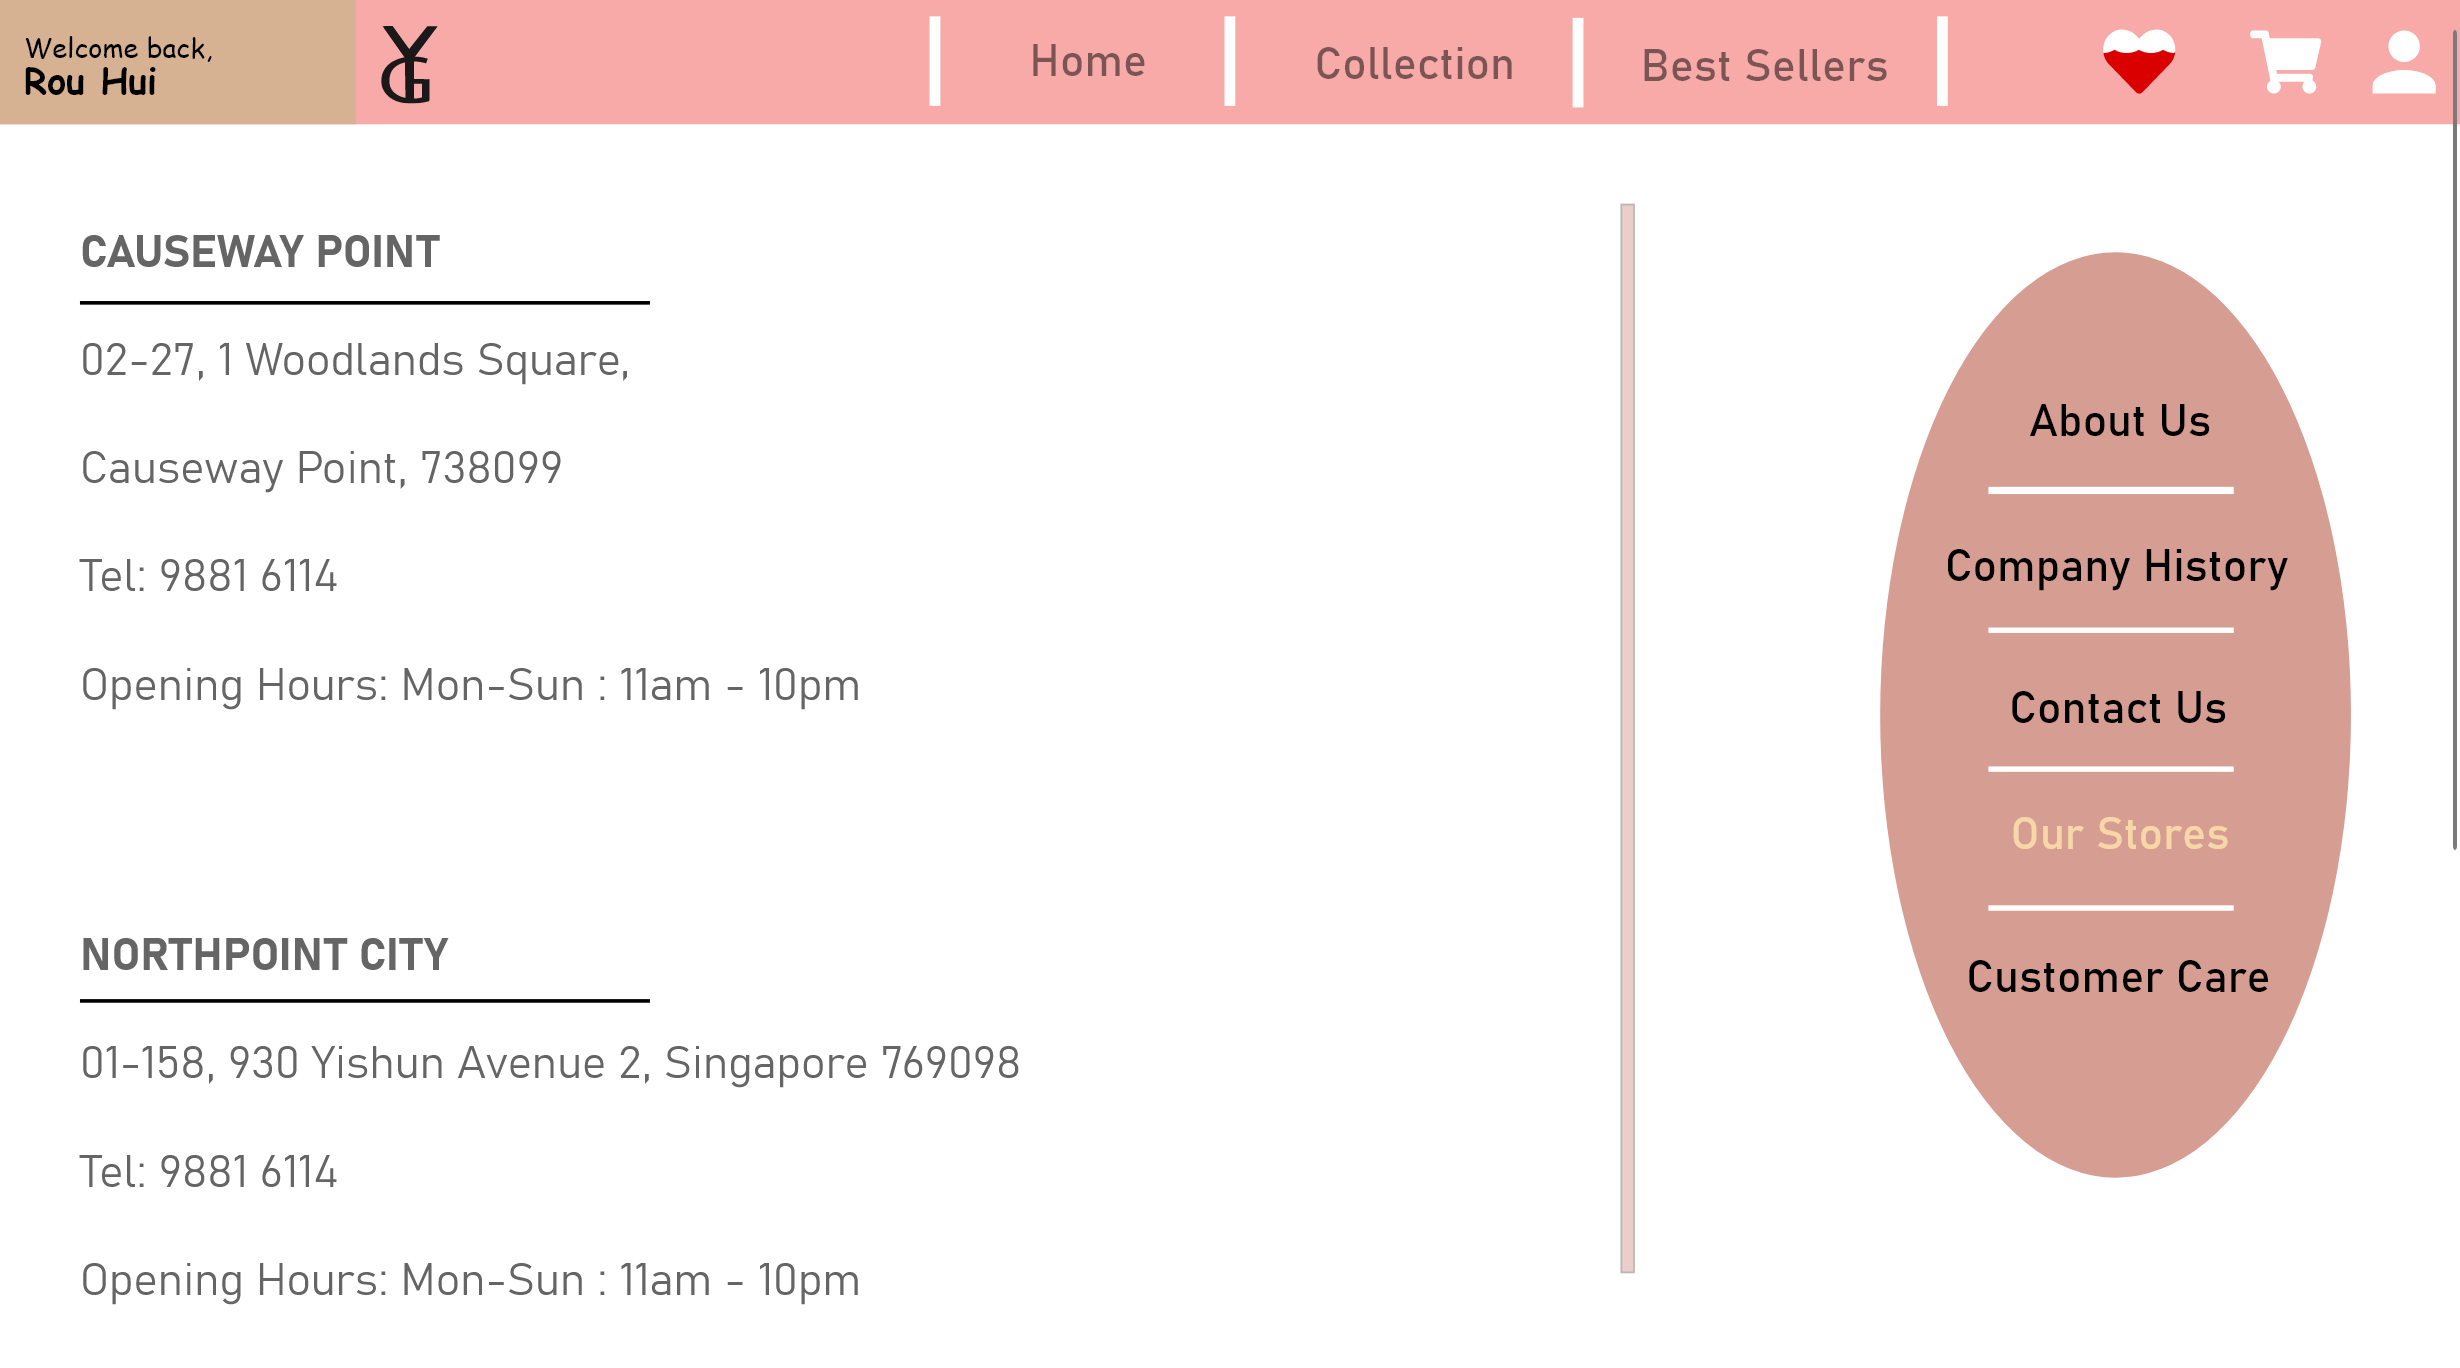 Welcome back,
Rou Hui
YG
Home
Collection
Best Sellers
CAUSEWAY POINT
02-27, 1 Woodlands Square,
Causeway Point, 738099
Tel: 9881 6114
Opening Hours: Mon-Sun : 11am - 10pm
NORTHPOINT CITY
01-158, 930 Yishun Avenue 2, Singapore 769098
Tel: 9881 6114
Opening Hours: Mon-Sun : 11am - 10pm
About Us
Company History
Contact Us
Our Stores
Customer Care